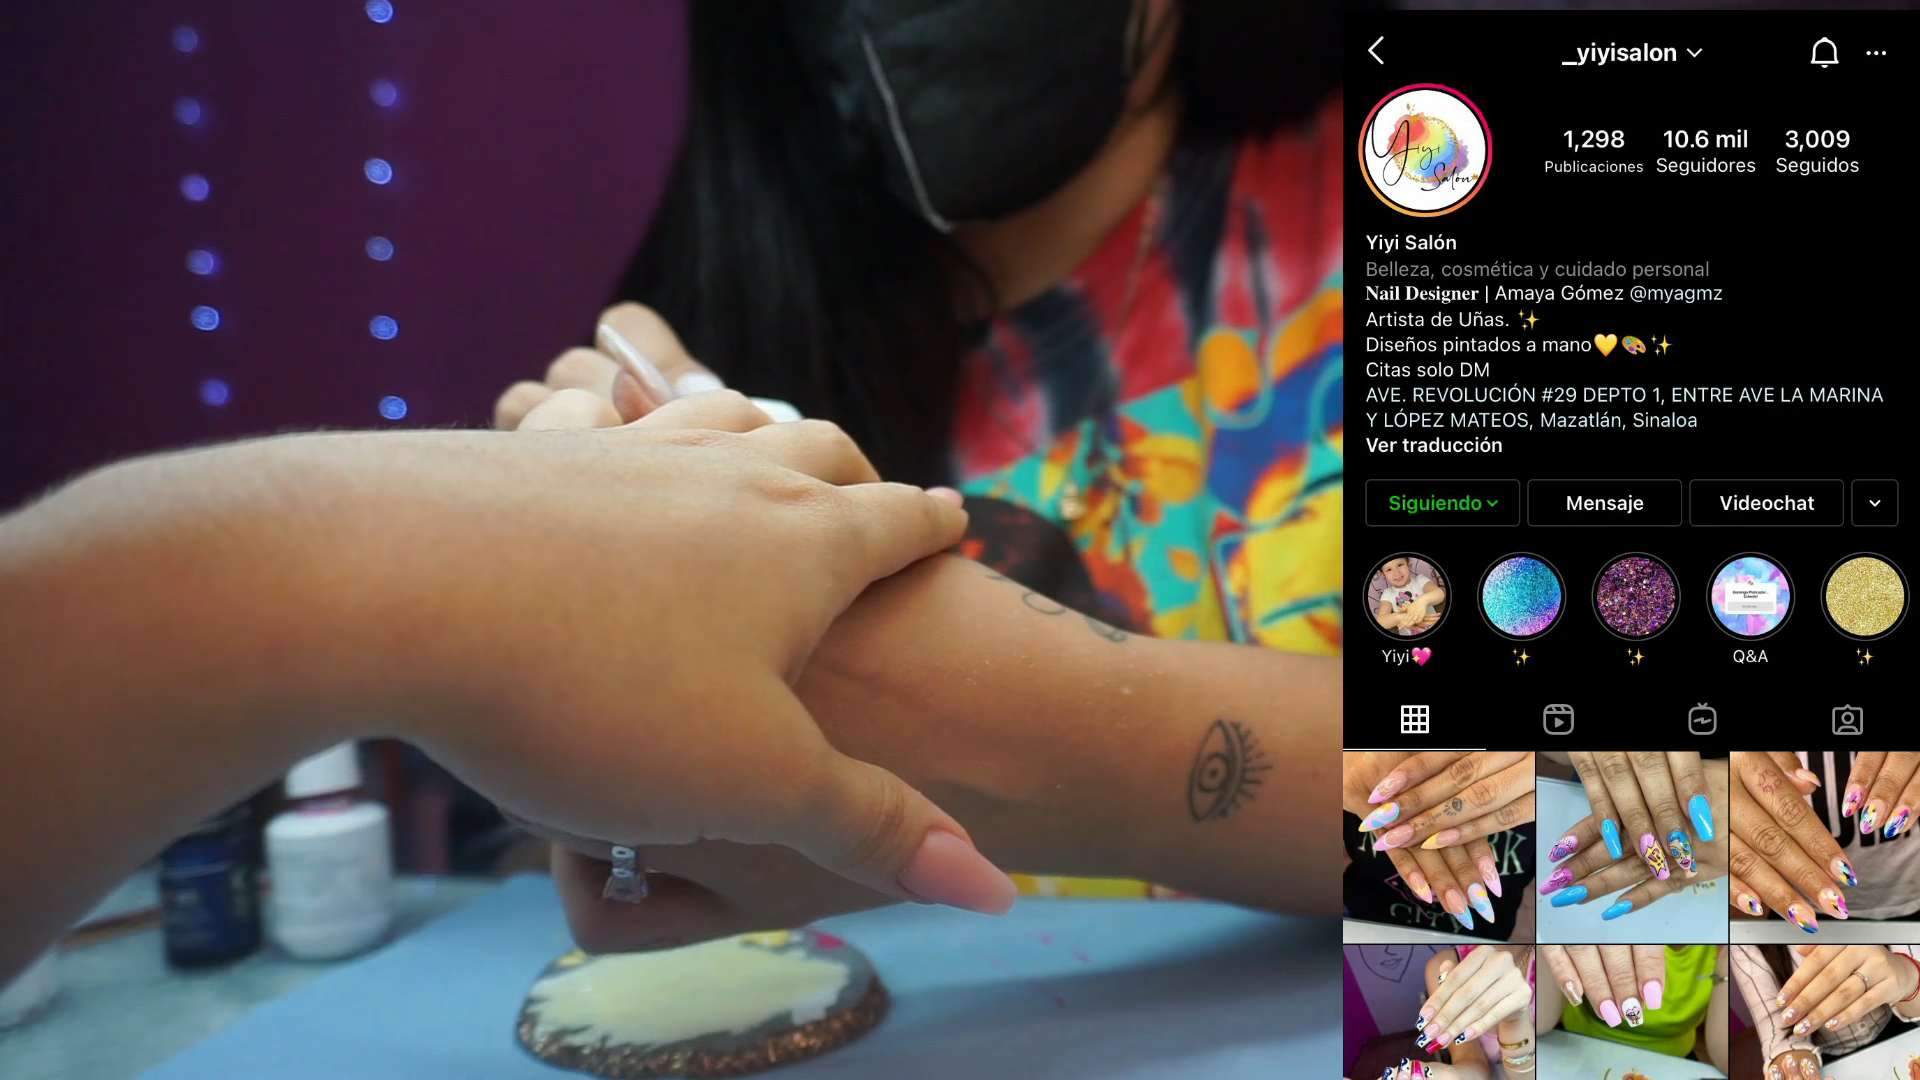 _yiyisalon
Yiyi
Salón
1,298 10.6 mil 3,009
Publicaciones Seguidores Seguidos
Yiyi Salón
Belleza, cosmética y cuidado personal
Nail Designer | Amaya Gómez @myagmz
Artista de Uñas. ✨
Diseños pintados a mano💛🎨✨
Citas solo DM
AVE. REVOLUCIÓN #29 DEPTO 1, ENTRE AVE LA MARINA
Y LÓPEZ MATEOS, Mazatlán, Sinaloa
Ver traducción
Siguiendo Mensaje Videochat
Yiyi💖 ✨ ✨ Q&A ✨